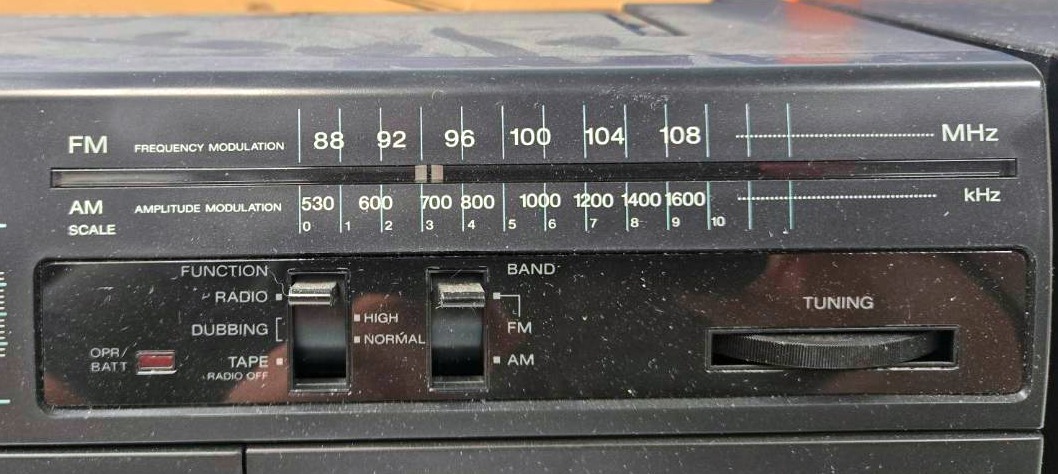 FM FREQUENCY MODULATION 88 92 96 100 104 108 MHz
AM AMPLITUDE MODULATION 530 600 700 800 1000 1200 1400 1600 kHz
SCALE 0 1 2 3 4 5 6 7 8 9 10
FUNCTION
RADIO
DUBBING
HIGH
NORMAL
TAPE
RADIO OFF
OPR/
BATT
BAND
FM
AM
TUNING